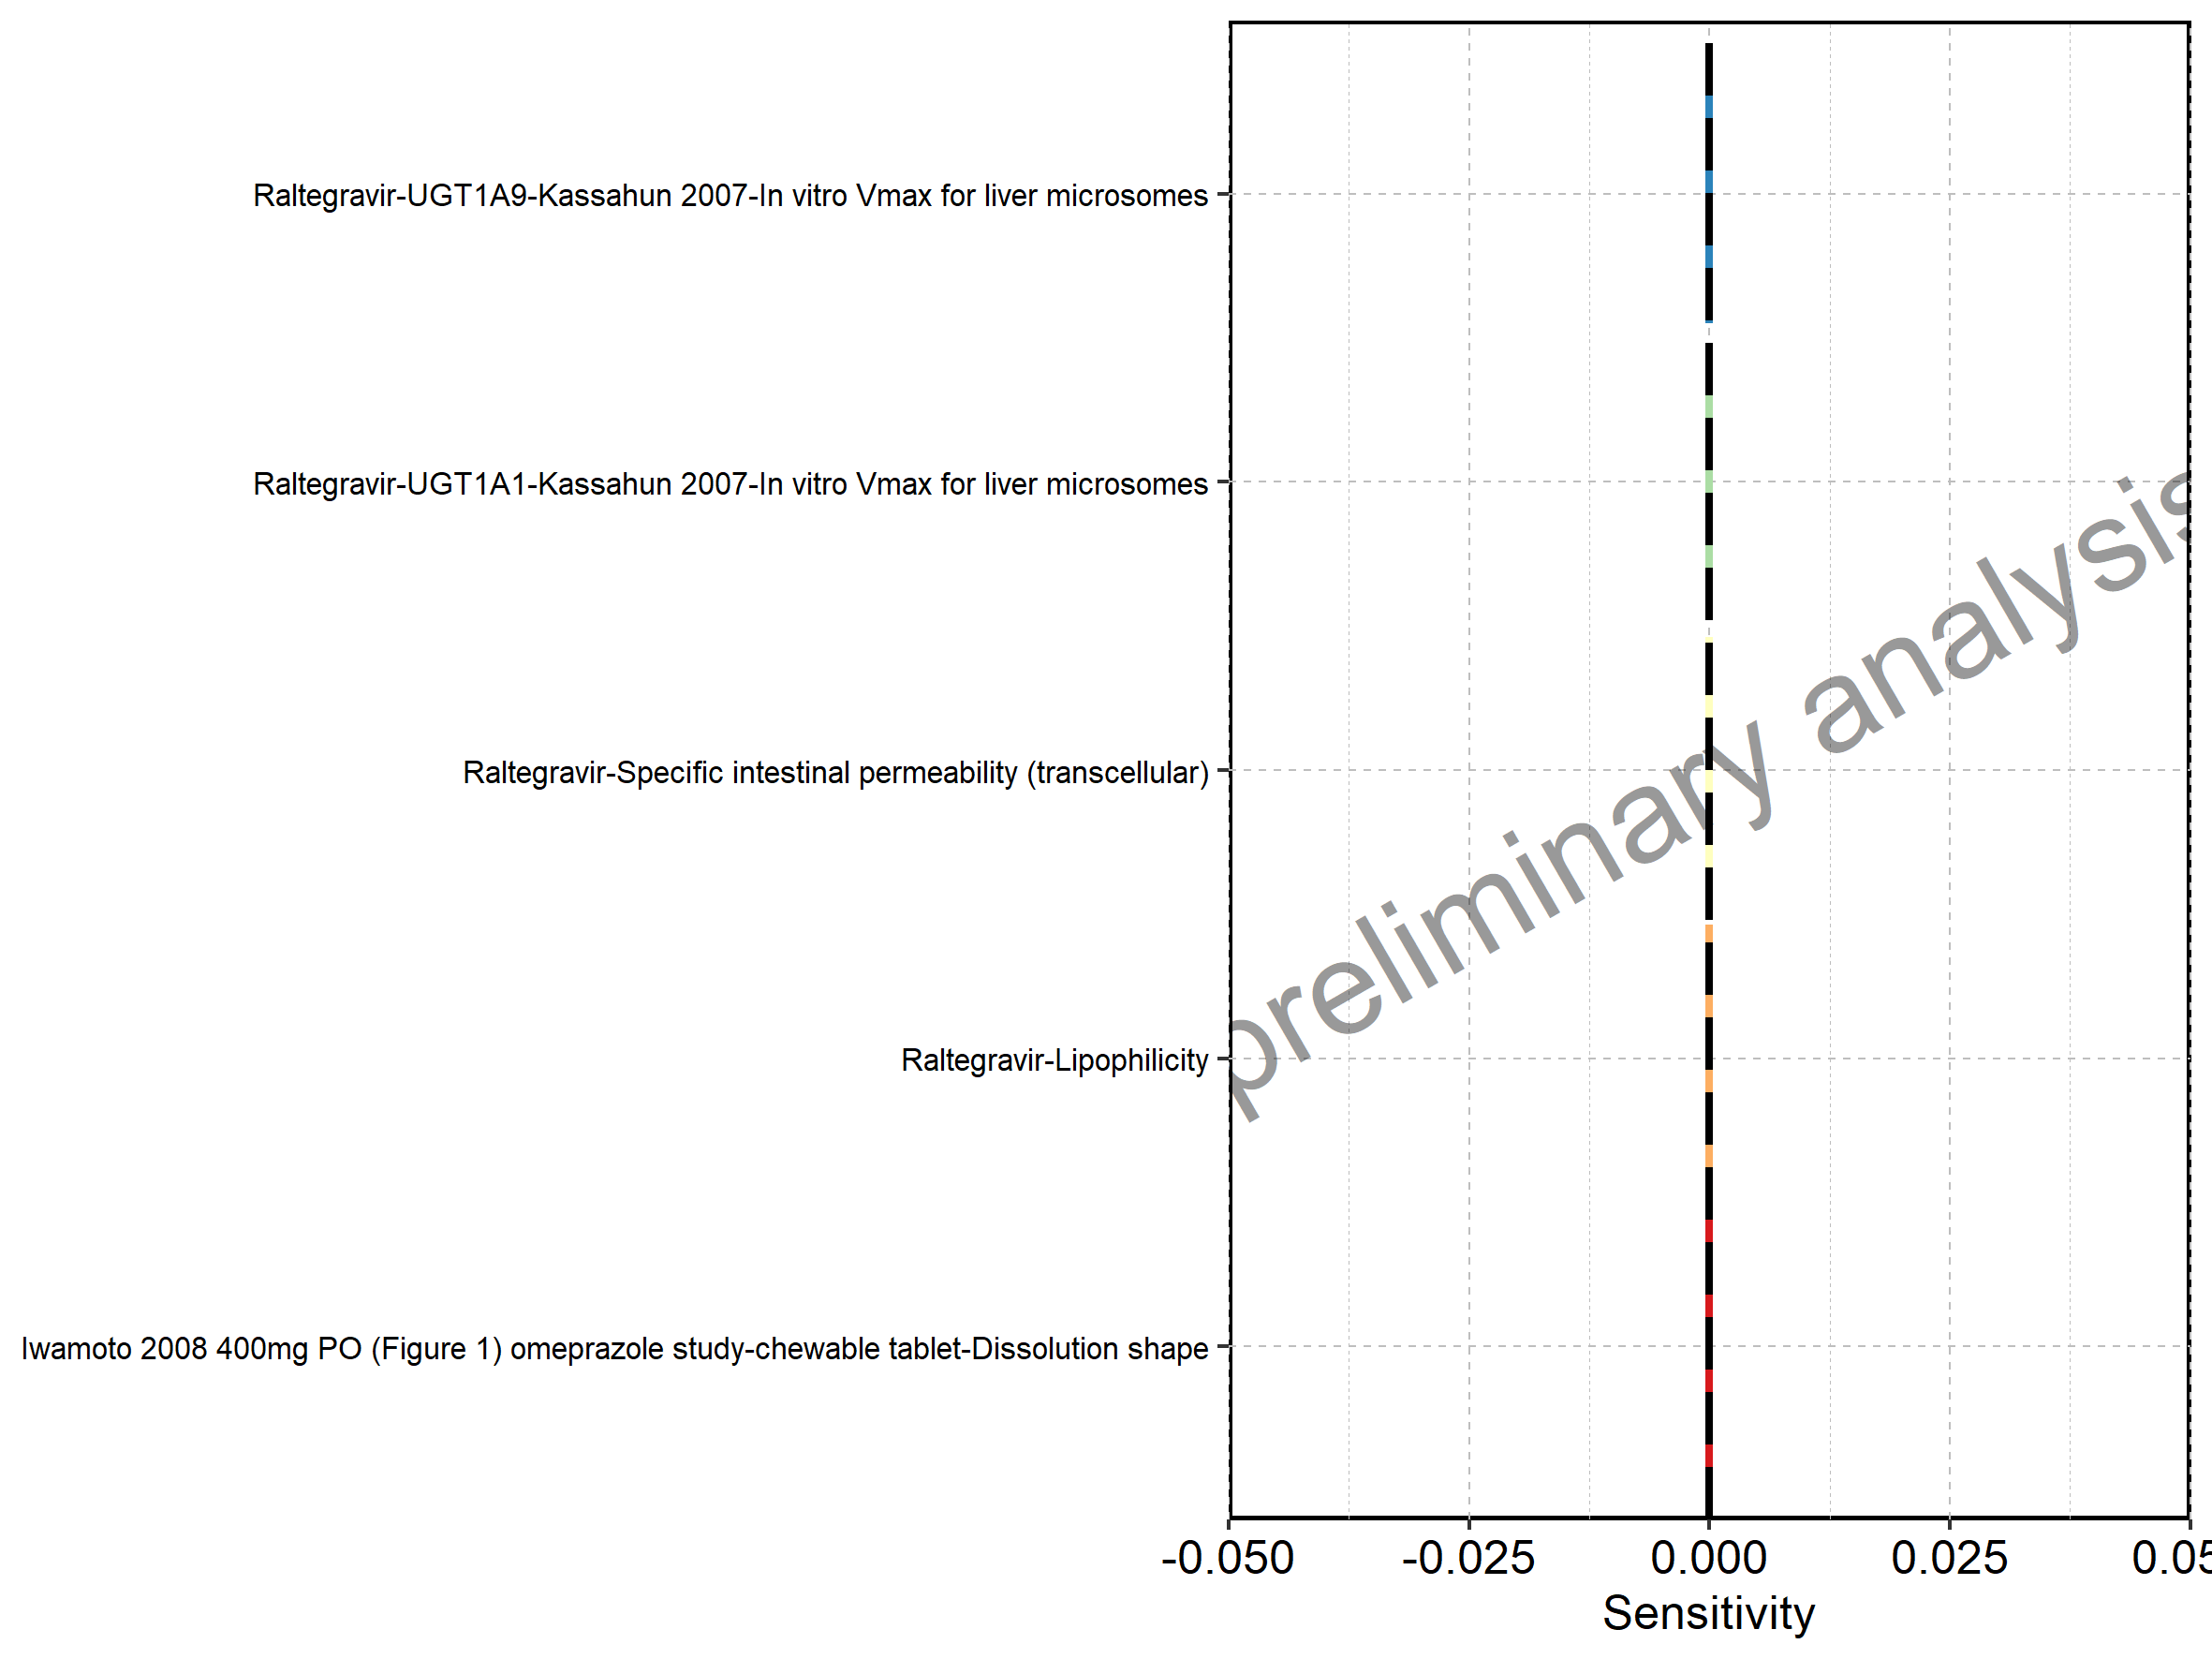 Raltegravir-UGT1A9-Kassahun 2007-In vitro Vmax for liver microsomes
Raltegravir-UGT1A1-Kassahun 2007-In vitro Vmax for liver microsomes
Raltegravir-Specific intestinal permeability (transcellular)
Raltegravir-Lipophilicity
Iwamoto 2008 400mg PO (Figure 1) omeprazole study-chewable tablet-Dissolution shape
preliminary analysis
-0.050 -0.025 0.000 0.025 0.05
Sensitivity